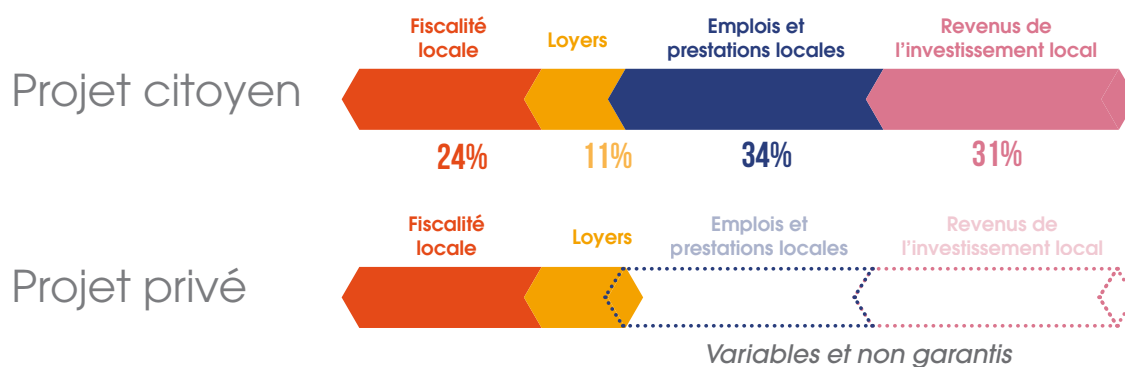 Fiscalité
locale
Loyers
Emplois et
prestations locales
Revenus de
l'investissement local
Projet citoyen
24%
11%
34%
31%
Fiscalité
locale
Loyers
Emplois et
prestations locales
Revenus de
l'investissement local
Projet privé
Variables et non garantis